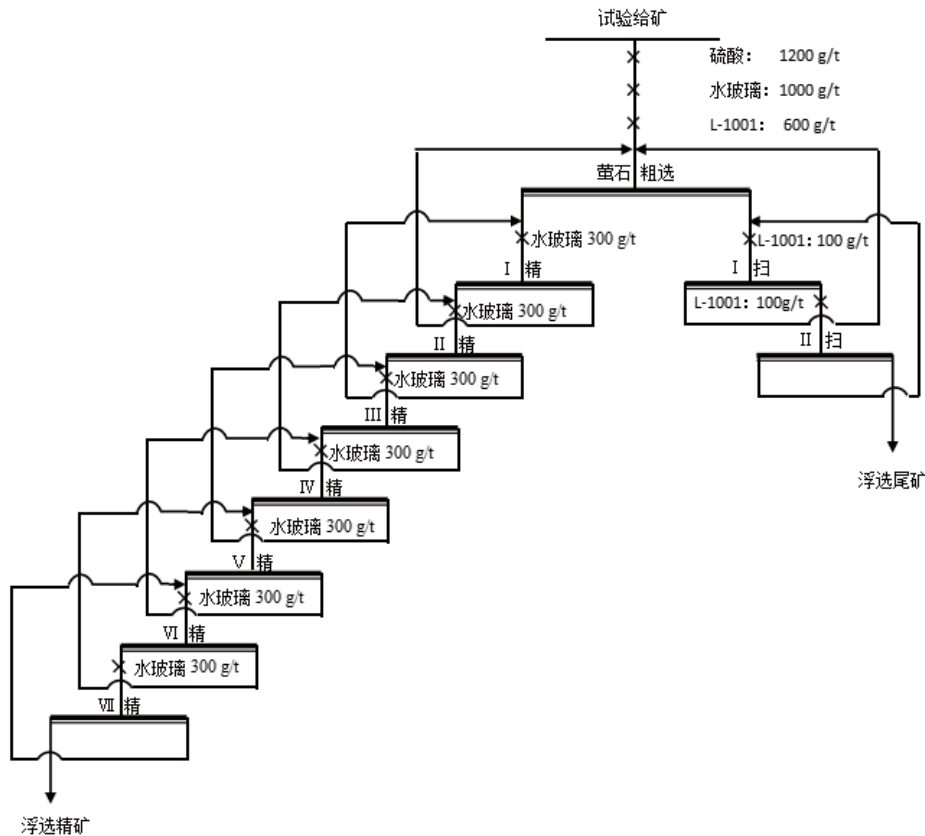 试验给矿
硫酸： 1200 g/t
水玻璃：1000 g/t
L-1001： 600 g/t
萤石 粗选
水玻璃 300 g/t
L-1001：100 g/t
Ⅰ 精
Ⅰ 扫
水玻璃 300 g/t
L-1001：100g/t
Ⅱ 精
Ⅱ 扫
水玻璃 300 g/t
Ⅲ 精
水玻璃 300 g/t
浮选尾矿
Ⅳ 精
水玻璃 300 g/t
Ⅴ 精
水玻璃 300 g/t
Ⅵ 精
水玻璃 300 g/t
Ⅶ 精
浮选精矿